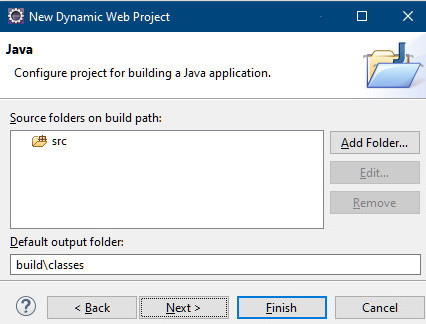 New Dynamic Web Project
Java
Configure project for building a Java application.
Source folders on build path:
src
Add Folder...
Edit...
Remove
Default output folder:
build\classes
? < Back Next > Finish Cancel